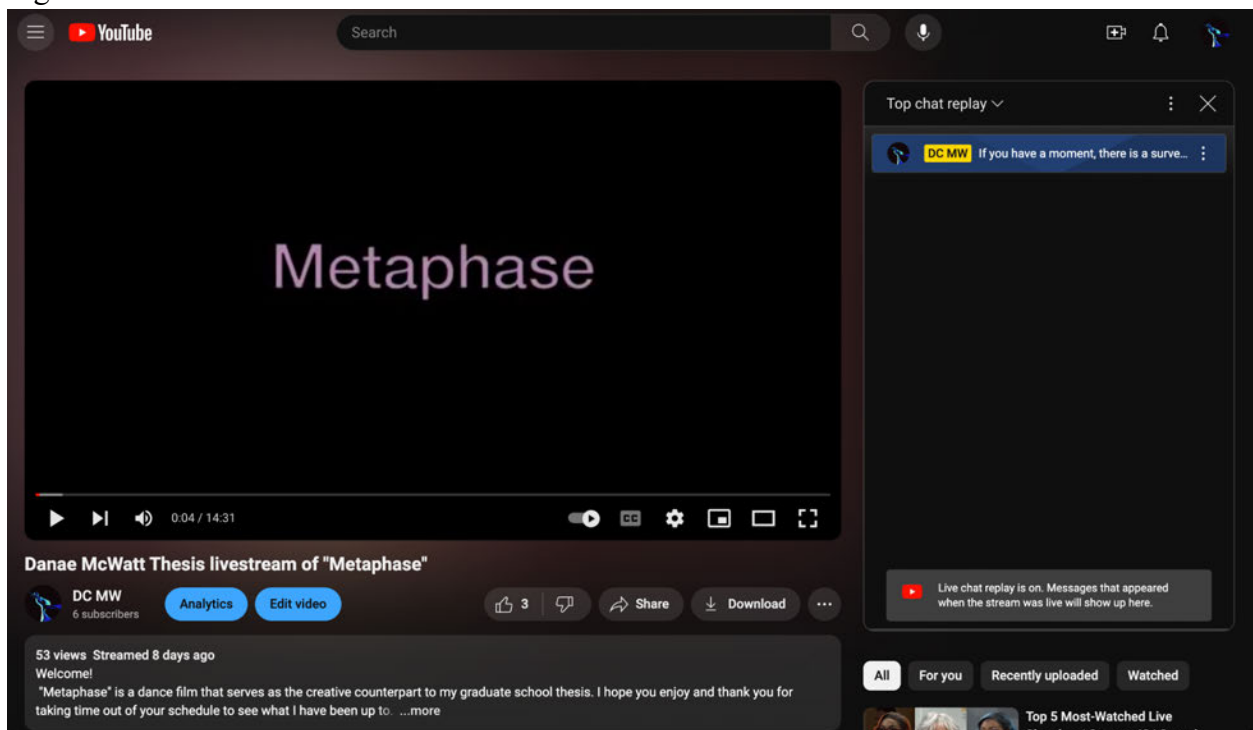 YouTube
Search
Metaphase
0:04 / 14:31
CC
Danae McWatt Thesis livestream of "Metaphase"
DC MW
6 subscribers
Analytics
Edit video
3
Share
Download
53 views Streamed 8 days ago
Welcome!
"Metaphase" is a dance film that serves as the creative counterpart to my graduate school thesis. I hope you enjoy and thank you for
taking time out of your schedule to see what I have been up to. ...more
Top chat replay
DC MW If you have a moment, there is a surve...
Live chat replay is on. Messages that appeared
when the stream was live will show up here.
All
For you
Recently uploaded
Watched
Top 5 Most-Watched Live